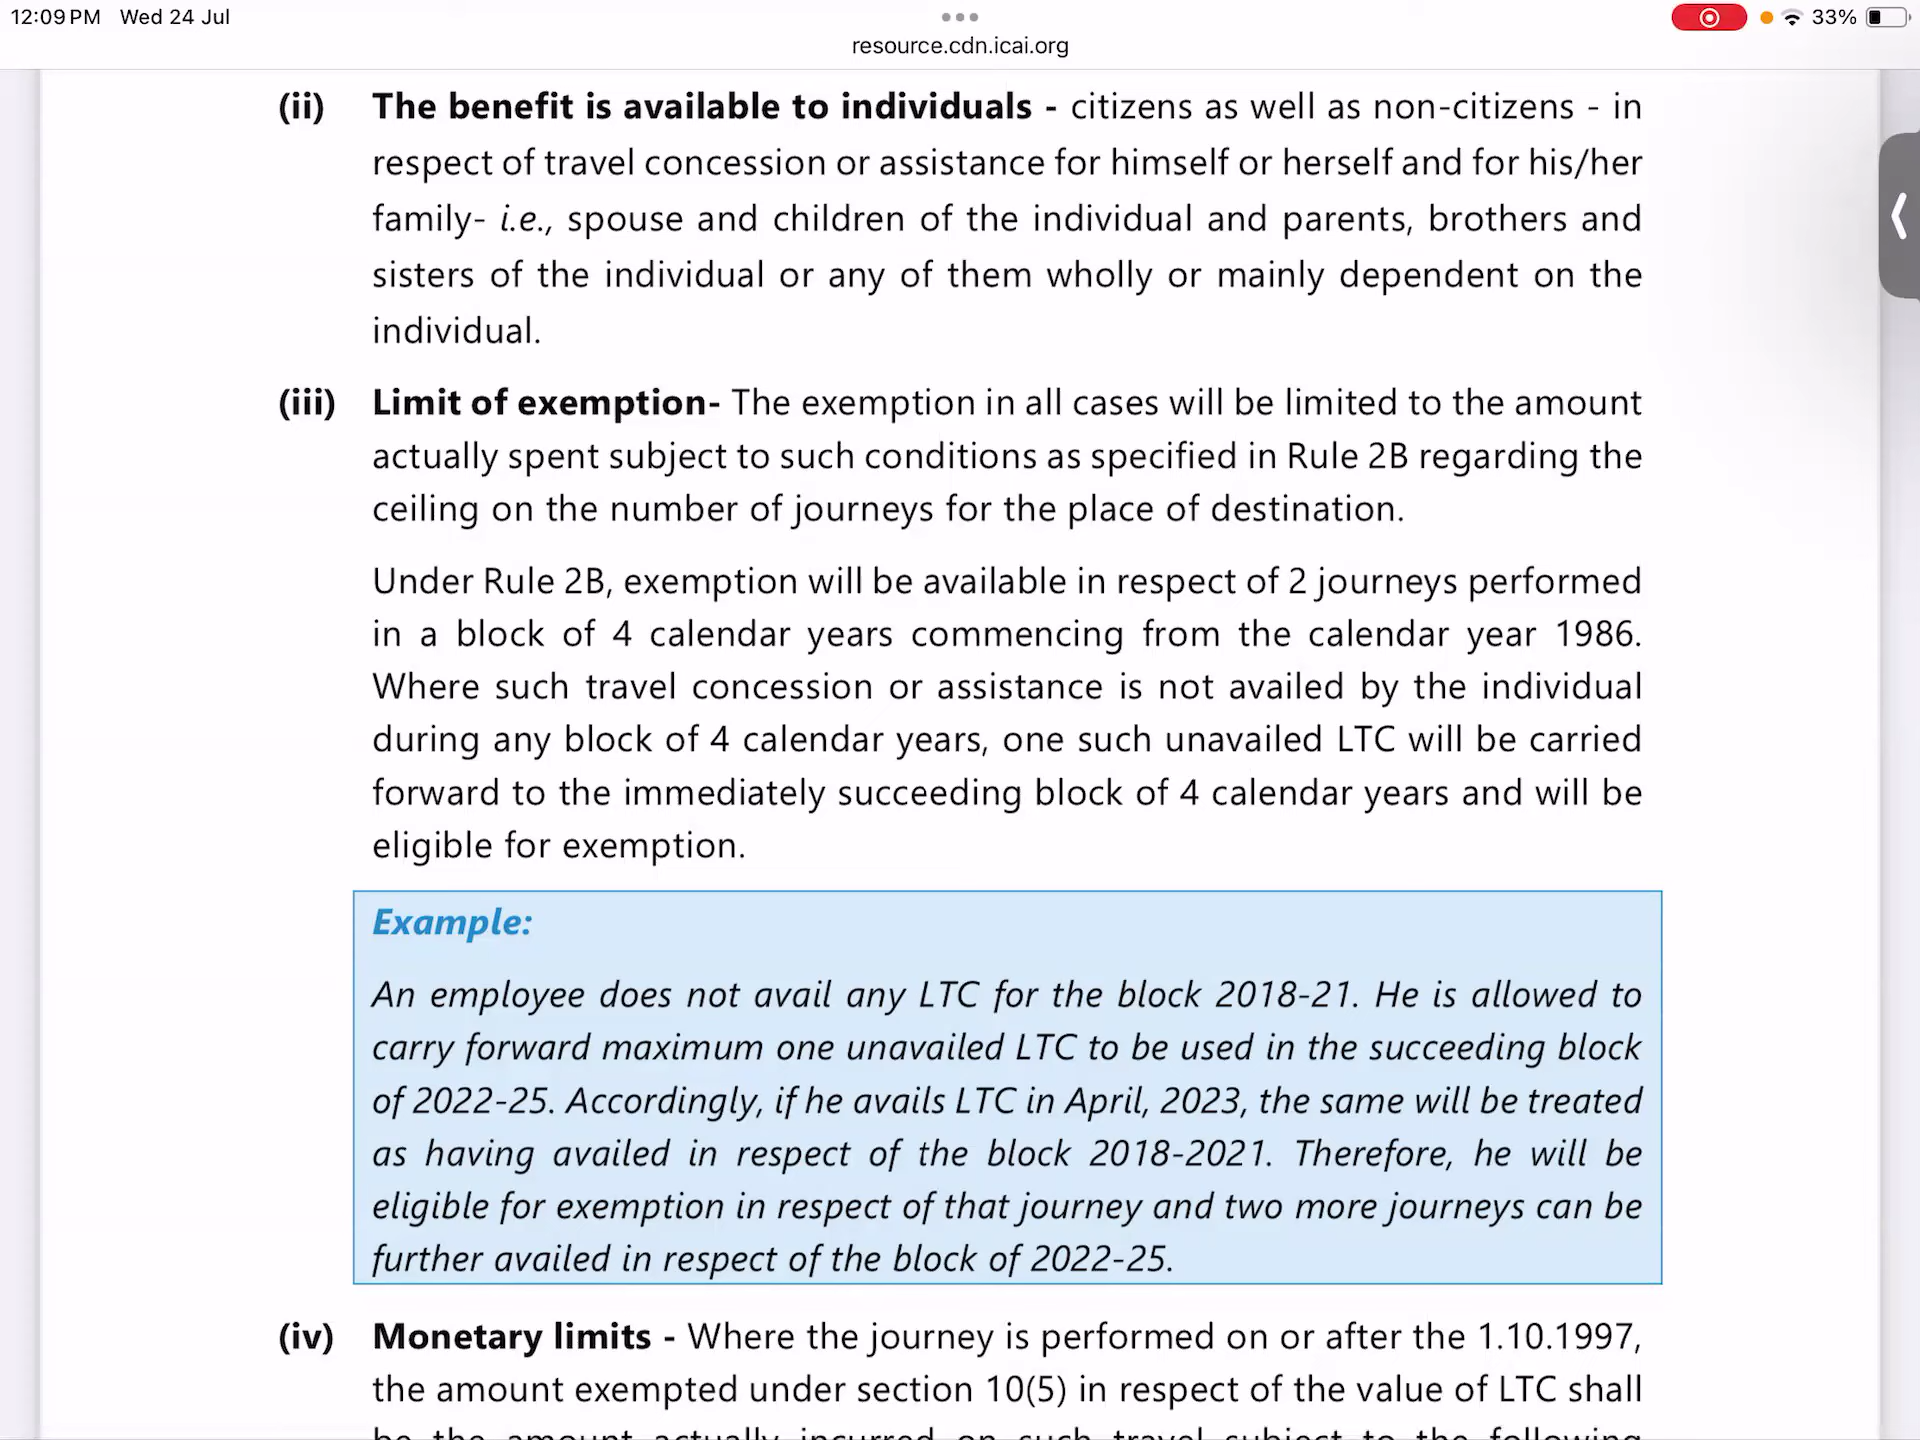 12:09 PM Wed 24 Jul
33%
resource.cdn.icai.org
(ii) The benefit is available to individuals - citizens as well as non-citizens - in
respect of travel concession or assistance for himself or herself and for his/her
family- i.e., spouse and children of the individual and parents, brothers and
sisters of the individual or any of them wholly or mainly dependent on the
individual.
(iii) Limit of exemption- The exemption in all cases will be limited to the amount
actually spent subject to such conditions as specified in Rule 2B regarding the
ceiling on the number of journeys for the place of destination.
Under Rule 2B, exemption will be available in respect of 2 journeys performed
in a block of 4 calendar years commencing from the calendar year 1986.
Where such travel concession or assistance is not availed by the individual
during any block of 4 calendar years, one such unavailed LTC will be carried
forward to the immediately succeeding block of 4 calendar years and will be
eligible for exemption.
Example:
An employee does not avail any LTC for the block 2018-21. He is allowed to
carry forward maximum one unavailed LTC to be used in the succeeding block
of 2022-25. Accordingly, if he avails LTC in April, 2023, the same will be treated
as having availed in respect of the block 2018-2021. Therefore, he will be
eligible for exemption in respect of that journey and two more journeys can be
further availed in respect of the block of 2022-25.
(iv) Monetary limits - Where the journey is performed on or after the 1.10.1997,
the amount exempted under section 10(5) in respect of the value of LTC shall
be the amount actually incurred on such travel subject to the following